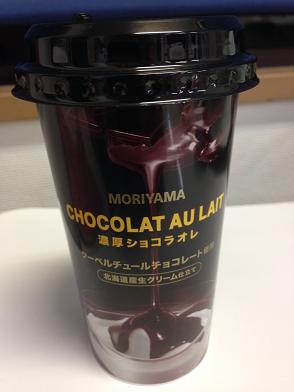 MORIYAMA
CHOCOLAT AU LAIT
濃厚ショコラオレ
クーベルチュールチョコレート使用
北海道産生クリーム仕立て